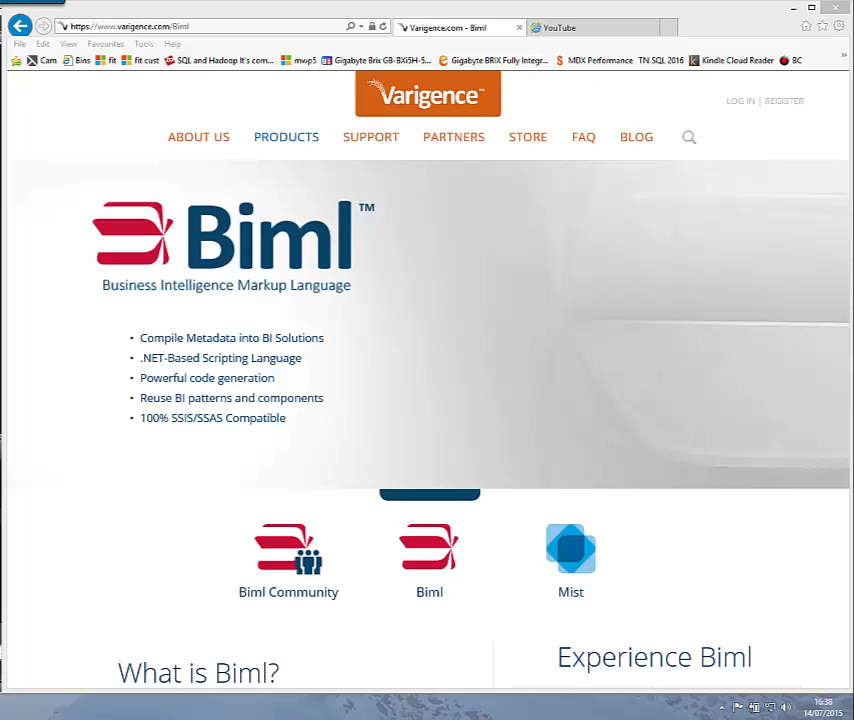 https://www.varigence.com/Biml
Varigence.com - Biml
YouTube
File Edit View Favourites Tools Help
Cam Bins fit fit cust SQL and Hadoop It's com... mwp5 Gigabyte Brix GB-BXi5H-5... Gigabyte BRIX Fully Integr... MDX Performance TN SQL 2016 Kindle Cloud Reader BC
Varigence™
LOG IN | REGISTER
ABOUT US PRODUCTS SUPPORT PARTNERS STORE FAQ BLOG
Biml™
Business Intelligence Markup Language
• Compile Metadata into BI Solutions
• .NET-Based Scripting Language
• Powerful code generation
• Reuse BI patterns and components
• 100% SSIS/SSAS Compatible
Biml Community
Biml
Mist
What is Biml?
Experience Biml
16:38
14/07/2015